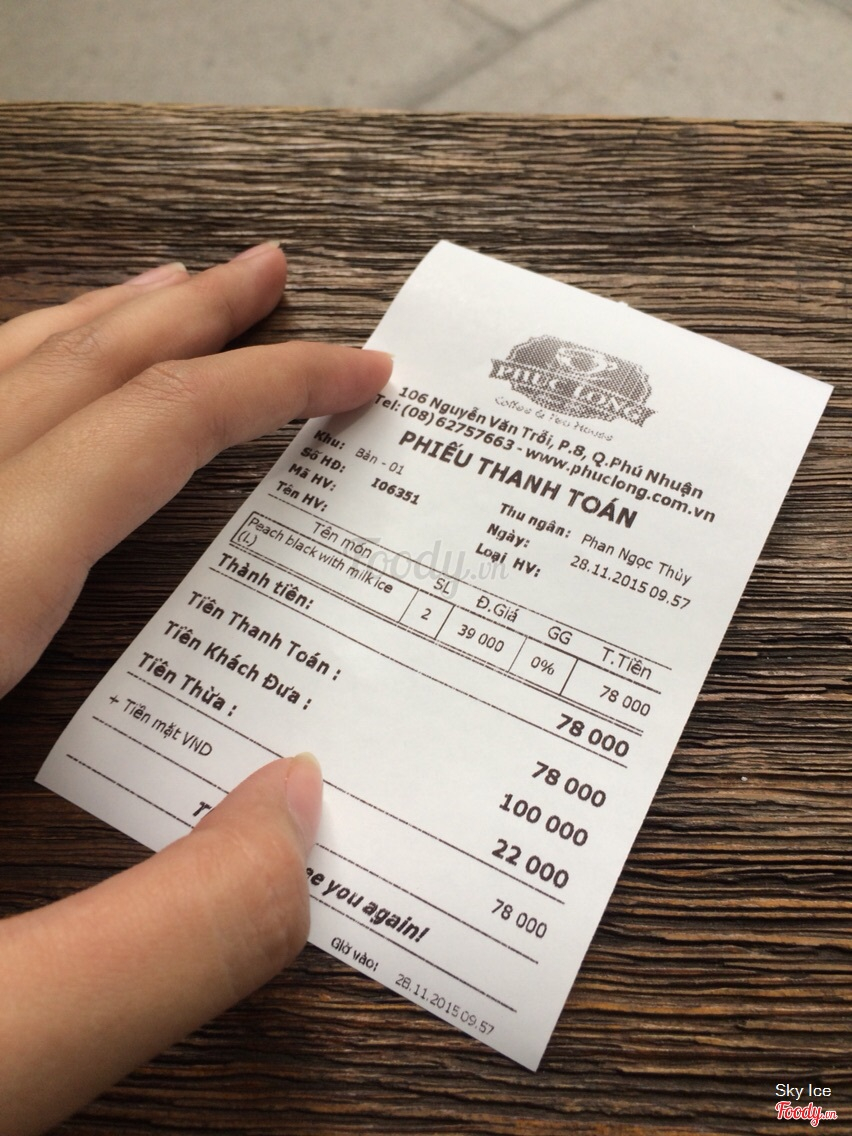 PHUC LONG
Coffee & Tea House
106 Nguyễn Văn Trỗi, P.8, Q.Phú Nhuận
Tel: (08) 62757663 - www.phuclong.com.vn
PHIẾU THANH TOÁN
Khu: Bàn - 01
Số HĐ: I06351 Thu ngân: Phan Ngọc Thủy
Mã HV: Ngày: 28.11.2015 09.57
Tên HV: Loại HV:
Tên món SL Đ.Giá GG T.Tiền
Peach black with milk ice (L) 2 39 000 0% 78 000
Thành tiền: 78 000
Tiền Thanh Toán : 78 000
Tiền Khách Đưa : 100 000
Tiền Thừa : 22 000
+ Tiền mặt VND 78 000
ee you again!
Giờ vào: 28.11.2015 09.57
Foody.vn
Sky Ice
Foody.vn